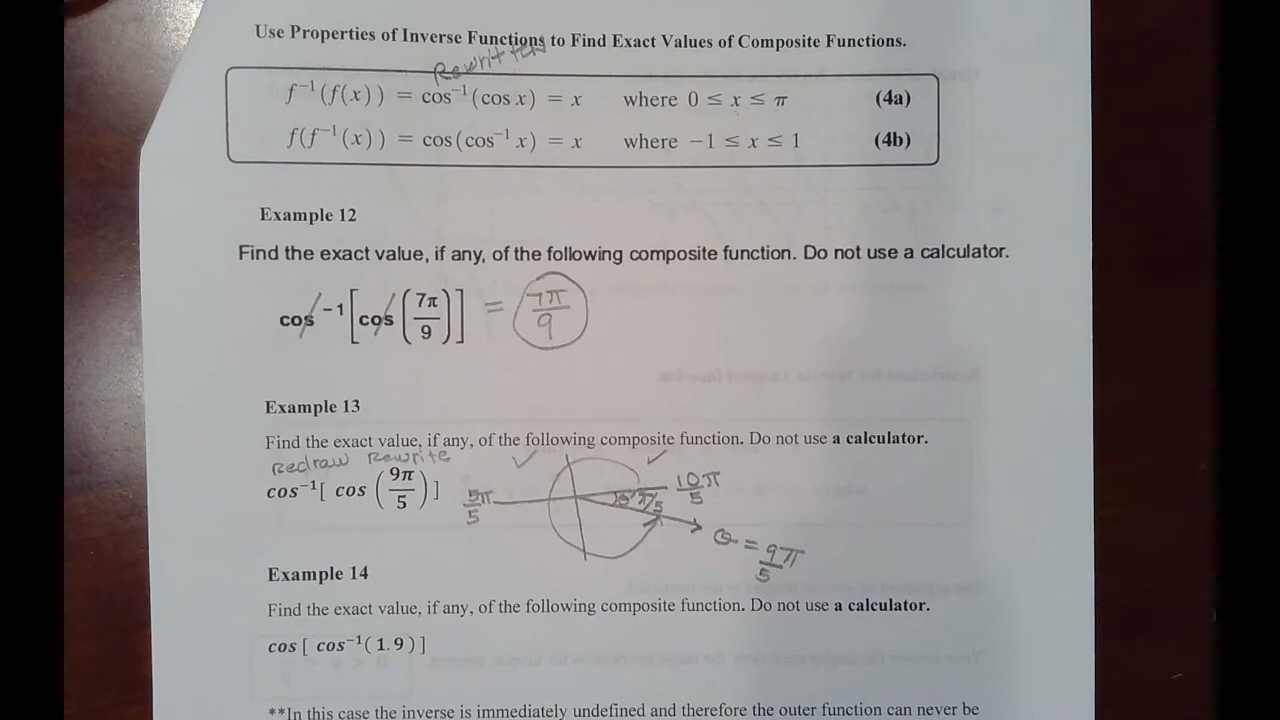 Use Properties of Inverse Functions to Find Exact Values of Composite Functions.
Rewritten
f⁻¹(f(x)) = cos⁻¹(cos x) = x where 0 ≤ x ≤ π (4a)
f(f⁻¹(x)) = cos(cos⁻¹ x) = x where −1 ≤ x ≤ 1 (4b)
Example 12
Find the exact value, if any, of the following composite function. Do not use a calculator.
cos⁻¹[cos(7π/9)] = 7π/9
Example 13
Find the exact value, if any, of the following composite function. Do not use a calculator.
Redraw Rewrite
cos⁻¹[ cos (9π/5)]
5π/5
10π/5
θ' π/5
θ = 9π/5
Example 14
Find the exact value, if any, of the following composite function. Do not use a calculator.
cos [ cos⁻¹( 1.9 ) ]
**In this case the inverse is immediately undefined and therefore the outer function can never be